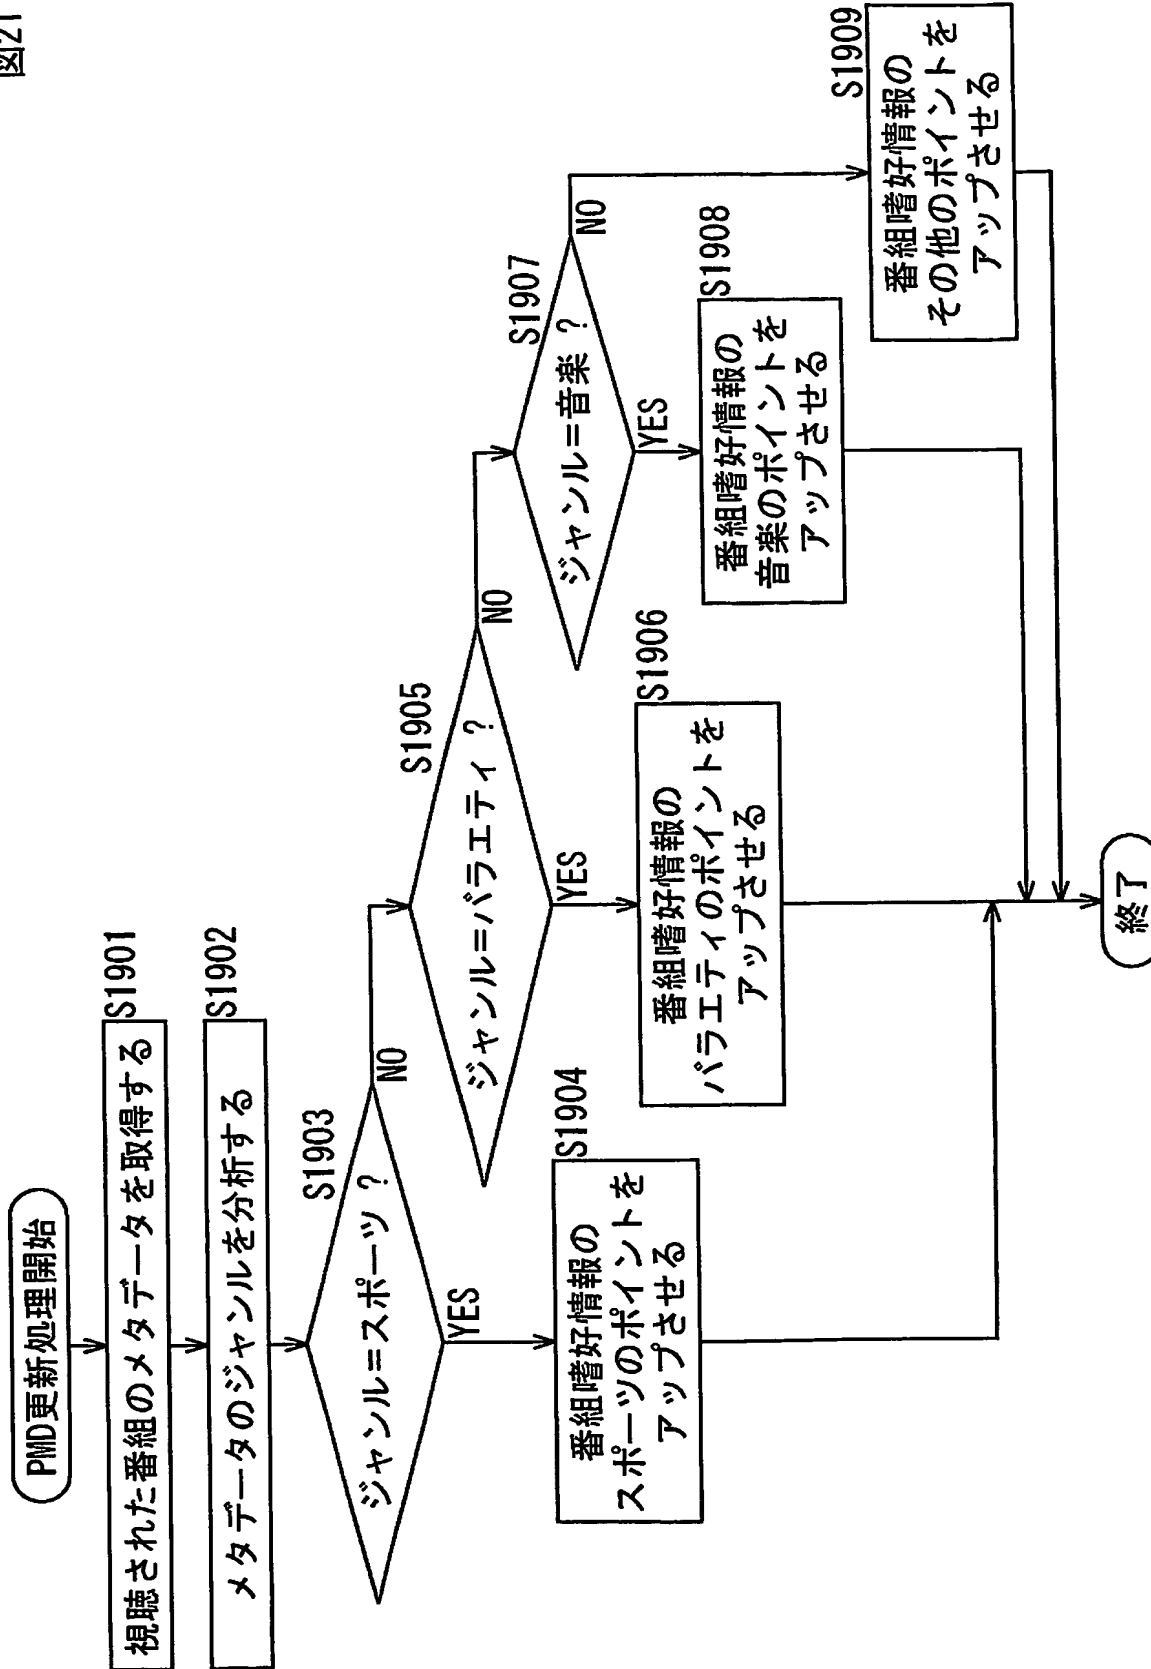 図21
PMD更新処理開始
視聴された番組のメタデータを取得する
S1901
メタデータのジャンルを分析する
S1902
S1903
ジャンル=スポーツ ?
NO
YES
S1904
番組嗜好情報の
スポーツのポイントを
アップさせる
S1905
ジャンル=バラエティ ?
NO
YES
S1906
番組嗜好情報の
バラエティのポイントを
アップさせる
S1907
ジャンル=音楽 ?
NO
YES
S1908
番組嗜好情報の
音楽のポイントを
アップさせる
S1909
番組嗜好情報の
その他のポイントを
アップさせる
終了